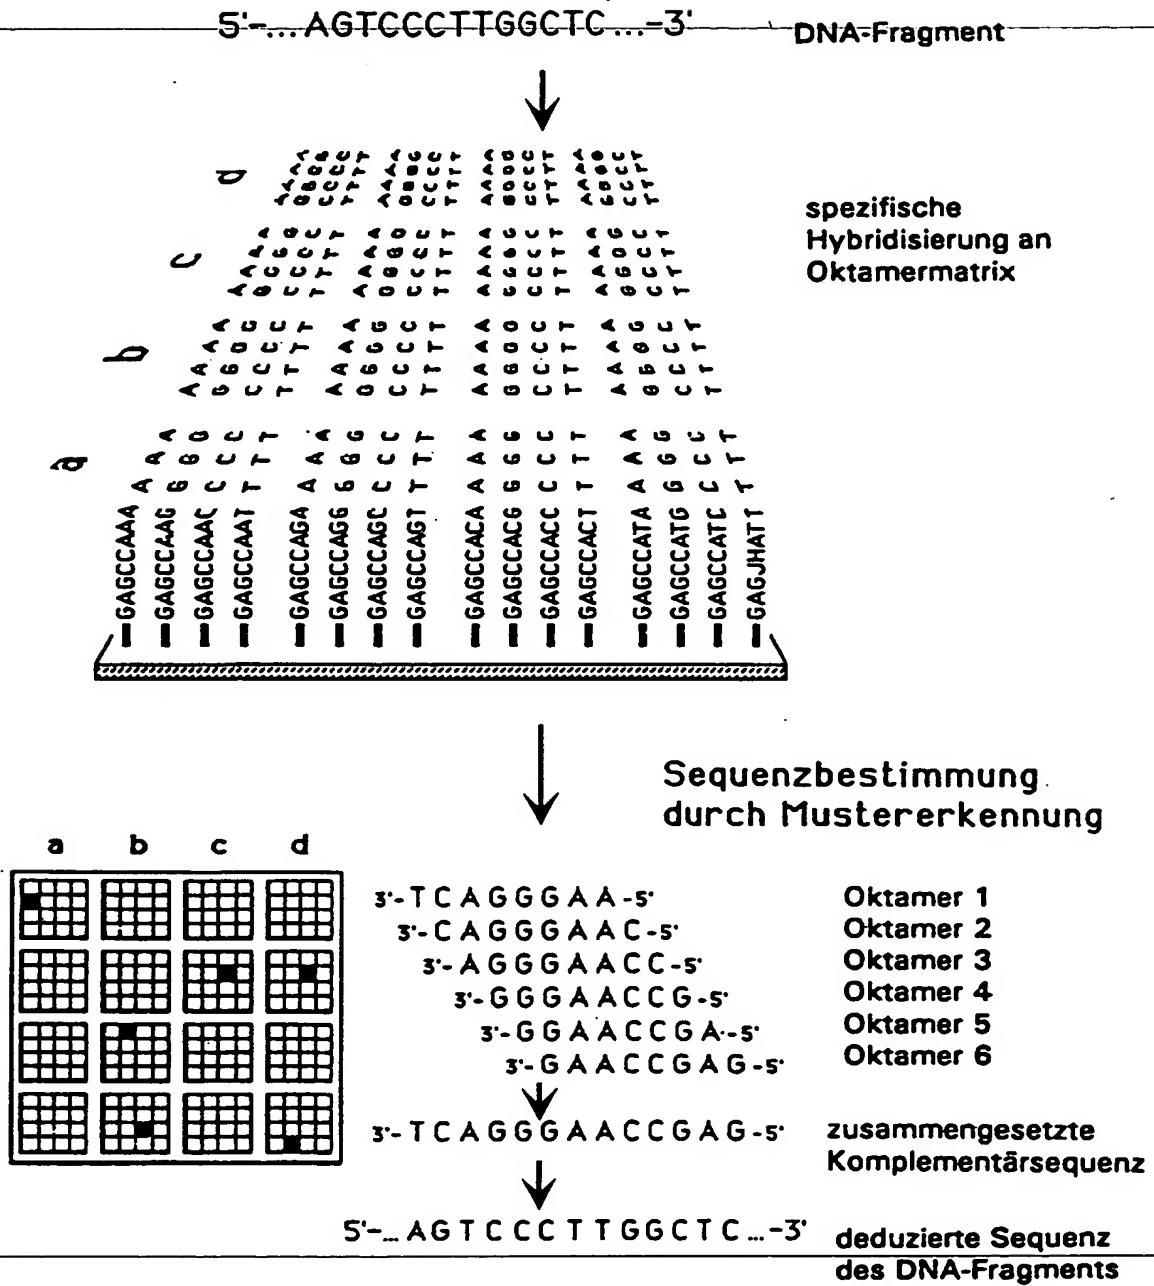 5'-...AGTCCCTTGGCTC...-3'
DNA-Fragment
spezifische
Hybridisierung an
Oktamermatrix
d
A G C T A G C T A G C T A G C T
c
A G C T A G C T A G C T A G C T
b
A G C T A G C T A G C T A G C T
a
A G C T A G C T A G C T A G C T
GAGCCAAA
GAGCCAAG
GAGCCAAC
GAGCCAAT
GAGCCAGA
GAGCCAGG
GAGCCAGC
GAGCCAGT
GAGCCACA
GAGCCACG
GAGCCACC
GAGCCACT
GAGCCATA
GAGCCATG
GAGCCATC
GAGJHATT
Sequenzbestimmung
durch Mustererkennung
a b c d
3'-TCAGGGAA-5' Oktamer 1
3'-CAGGGAAC-5' Oktamer 2
3'-AGGGAACC-5' Oktamer 3
3'-GGGAACCG-5' Oktamer 4
3'-GGAACCGA-5' Oktamer 5
3'-GAACCGAG-5' Oktamer 6
3'-TCAGGGAACCGAG-5'
zusammengesetzte
Komplementärsequenz
5'-...AGTCCCTTGGCTC...-3'
deduzierte Sequenz
des DNA-Fragments